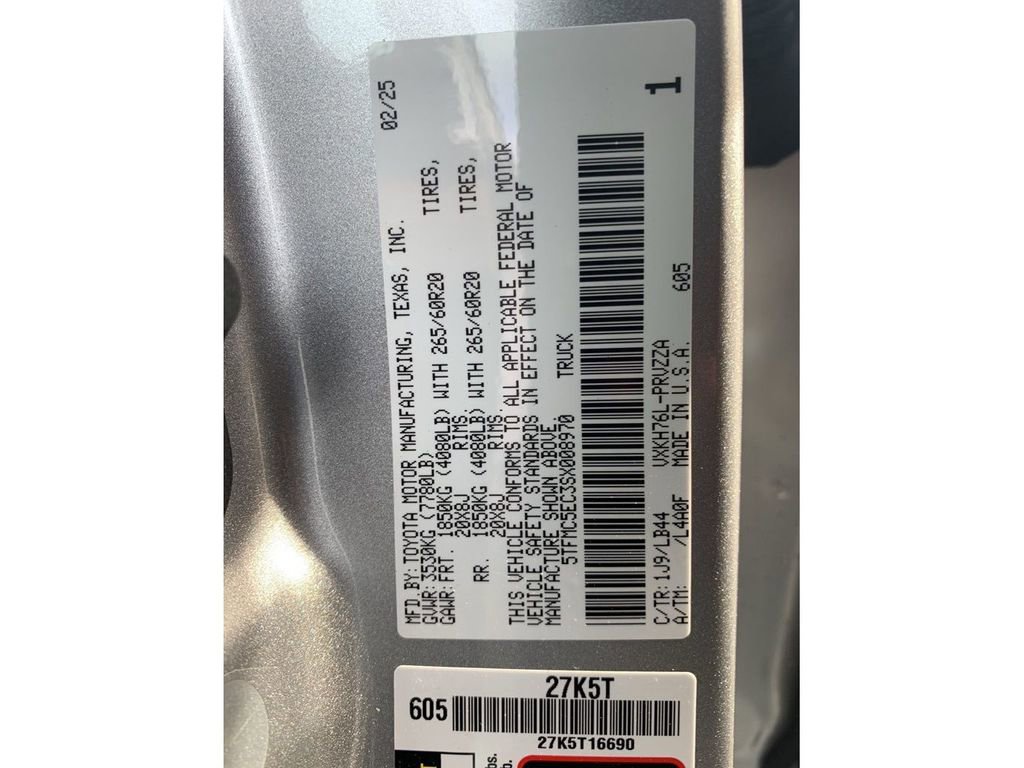 02/25
MFD.BY:TOYOTA MOTOR MANUFACTURING, TEXAS, INC.
GVWR:3530KG (7780LB)
GAWR:FRT. 1850KG (4080LB) WITH 265/60R20 TIRES,
20X8J RIMS.
RR. 1850KG (4080LB) WITH 265/60R20 TIRES,
20X8J RIMS.
THIS VEHICLE CONFORMS TO ALL APPLICABLE FEDERAL MOTOR
VEHICLE SAFETY STANDARDS IN EFFECT ON THE DATE OF
MANUFACTURE SHOWN ABOVE.
5TFMC5EC3SX008970 TRUCK
C/TR:1J9/LB44 VXKH76L-PRVZZA 605
A/TM: /L4A0F MADE IN U.S.A.
1
27K5T
605
27K5T16690